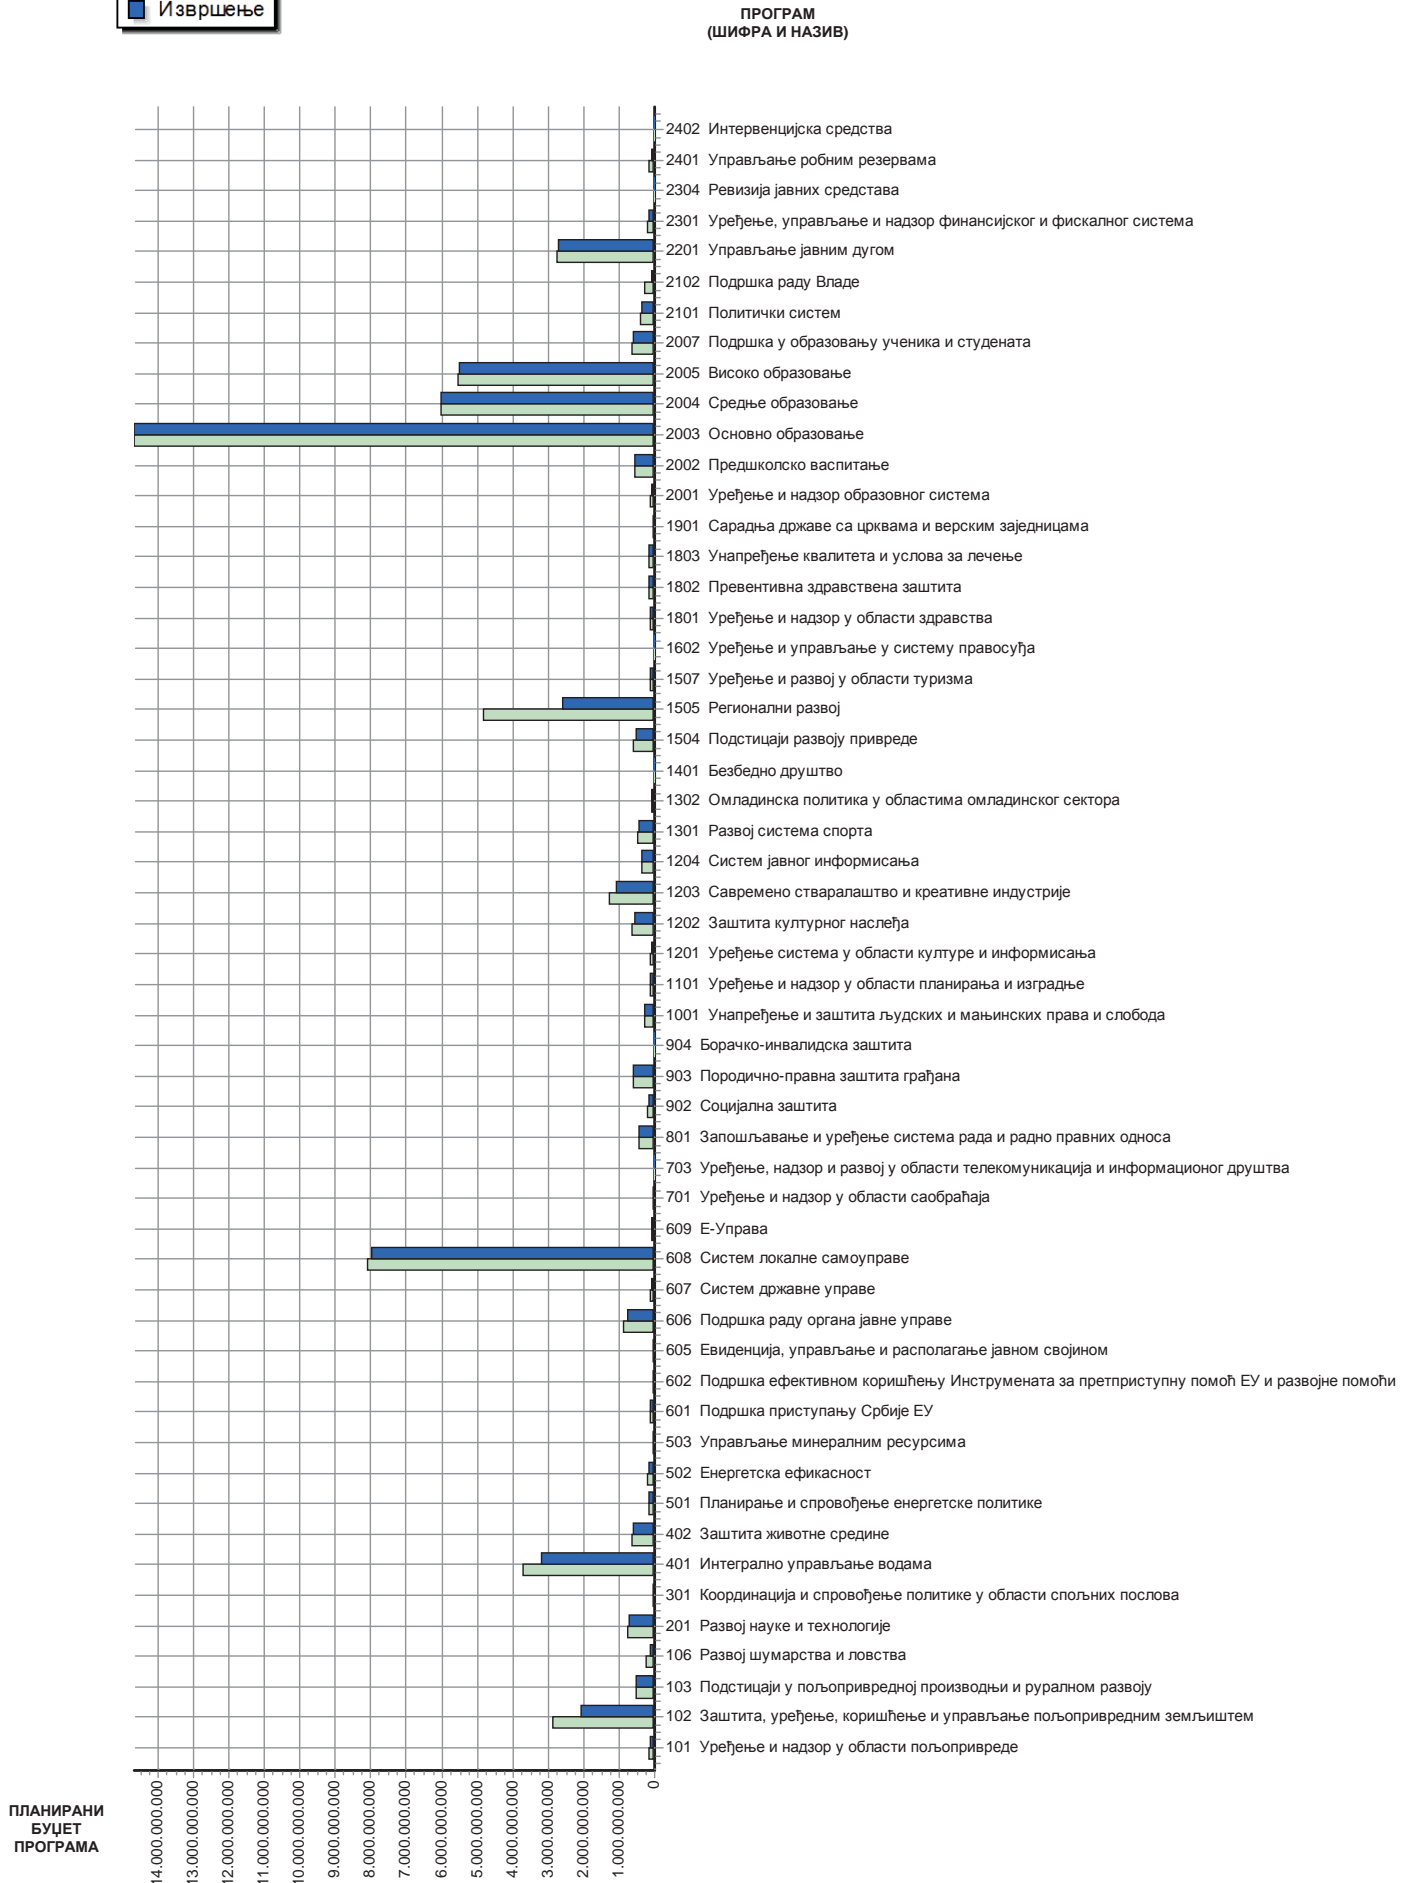 Извршење
ПРОГРАМ
(ШИФРА И НАЗИВ)
2402 Интервенцијска средства
2401 Управљање робним резервама
2304 Ревизија јавних средстава
2301 Уређење, управљање и надзор финансијског и фискалног система
2201 Управљање јавним дугом
2102 Подршка раду Владе
2101 Политички систем
2007 Подршка у образовању ученика и студената
2005 Високо образовање
2004 Средње образовање
2003 Основно образовање
2002 Предшколско васпитање
2001 Уређење и надзор образовног система
1901 Сарадња државе са црквама и верским заједницама
1803 Унапређење квалитета и услова за лечење
1802 Превентивна здравствена заштита
1801 Уређење и надзор у области здравства
1602 Уређење и управљање у систему правосуђа
1507 Уређење и развој у области туризма
1505 Регионални развој
1504 Подстицаји развоју привреде
1401 Безбедно друштво
1302 Омладинска политика у областима омладинског сектора
1301 Развој система спорта
1204 Систем јавног информисања
1203 Савремено стваралаштво и креативне индустрије
1202 Заштита културног наслеђа
1201 Уређење система у области културе и информисања
1101 Уређење и надзор у области планирања и изградње
1001 Унапређење и заштита људских и мањинских права и слобода
904 Борачко-инвалидска заштита
903 Породично-правна заштита грађана
902 Социјална заштита
801 Запошљавање и уређење система рада и радно правних односа
703 Уређење, надзор и развој у области телекомуникација и информационог друштва
701 Уређење и надзор у области саобраћаја
609 Е-Управа
608 Систем локалне самоуправе
607 Систем државне управе
606 Подршка раду органа јавне управе
605 Евиденција, управљање и располагање јавном својином
602 Подршка ефективном коришћењу Инструмената за претприступну помоћ ЕУ и развојне помоћи
601 Подршка приступању Србије ЕУ
503 Управљање минералним ресурсима
502 Енергетска ефикасност
501 Планирање и спровођење енергетске политике
402 Заштита животне средине
401 Интегрално управљање водама
301 Координација и спровођење политике у области спољних послова
201 Развој науке и технологије
106 Развој шумарства и ловства
103 Подстицаји у пољопривредној производњи и руралном развоју
102 Заштита, уређење, коришћење и управљање пољопривредним земљиштем
101 Уређење и надзор у области пољопривреде
ПЛАНИРАНИ
БУЏЕТ
ПРОГРАМА
14.000.000.000
13.000.000.000
12.000.000.000
11.000.000.000
10.000.000.000
9.000.000.000
8.000.000.000
7.000.000.000
6.000.000.000
5.000.000.000
4.000.000.000
3.000.000.000
2.000.000.000
1.000.000.000
0